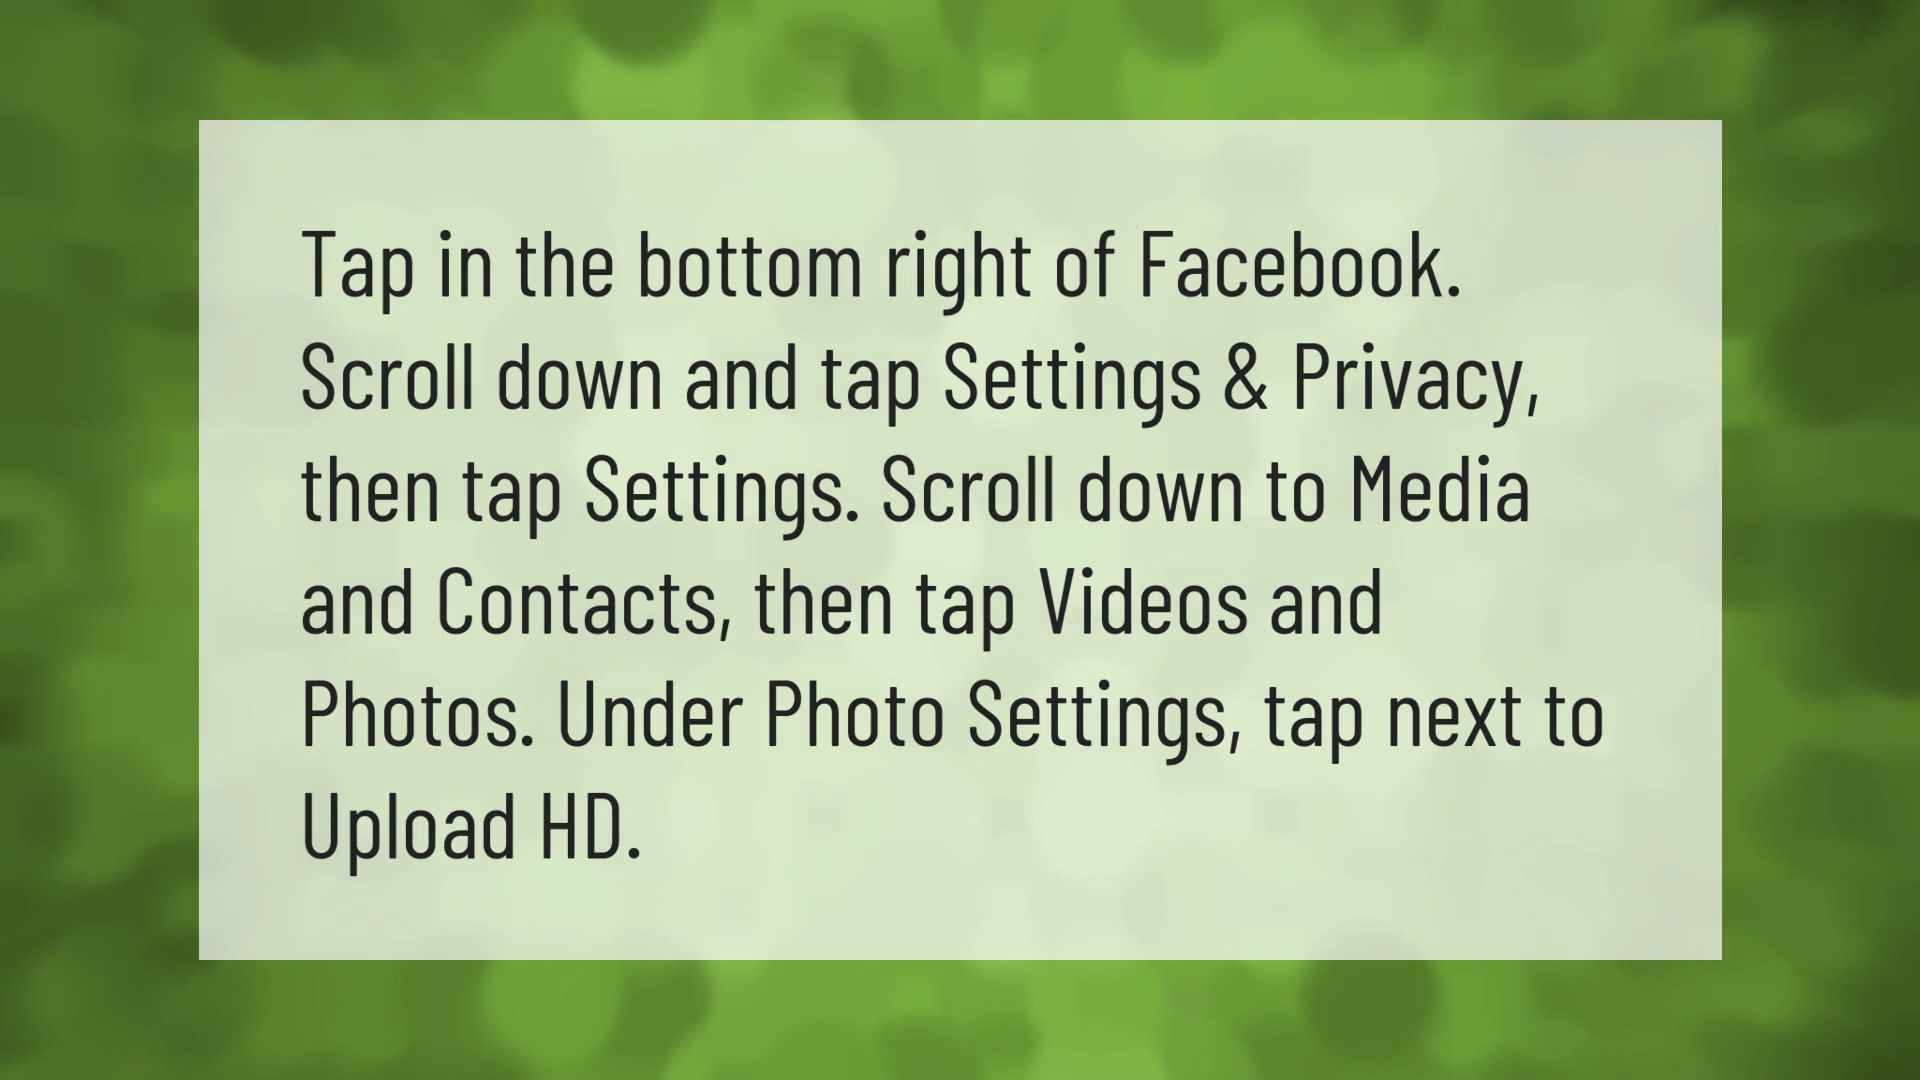 Tap in the bottom right of Facebook.
Scroll down and tap Settings & Privacy,
then tap Settings. Scroll down to Media
and Contacts, then tap Videos and
Photos. Under Photo Settings, tap next to
Upload HD.